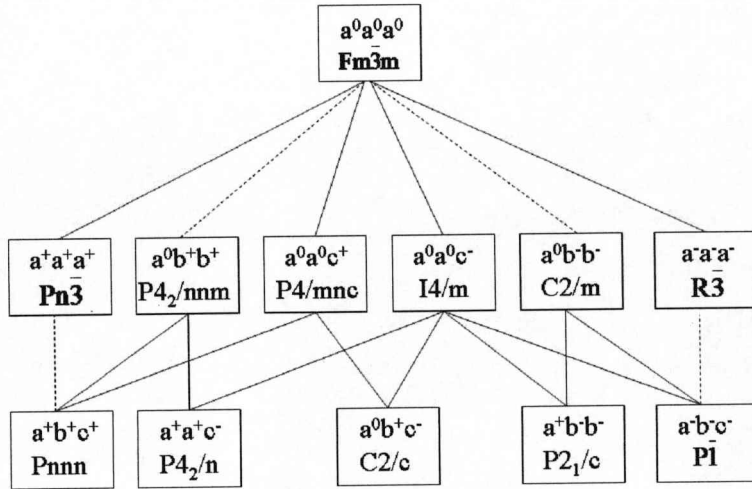 a⁰a⁰a⁰
Fm3̄m
a⁺a⁺a⁺
Pn3̄
a⁰b⁺b⁺
P4₂/nnm
a⁰a⁰c⁺
P4/mnc
a⁰a⁰c⁻
I4/m
a⁰b⁻b⁻
C2/m
a⁻a⁻a⁻
R3̄
a⁺b⁺c⁺
Pnnn
a⁺a⁺c⁻
P4₂/n
a⁰b⁺c⁻
C2/c
a⁺b⁻b⁻
P2₁/c
a⁻b⁻c⁻
P1̄